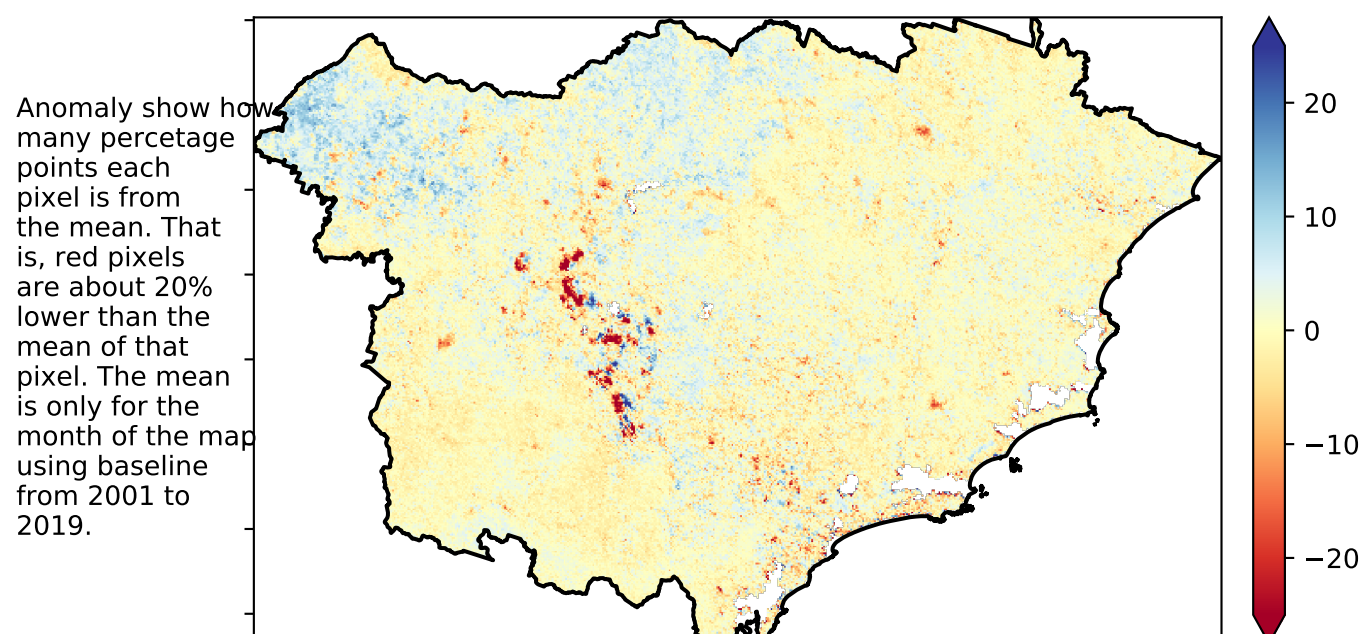 Anomaly show how
many percetage
points each
pixel is from
the mean. That
is, red pixels
are about 20%
lower than the
mean of that
pixel. The mean
is only for the
month of the map
using baseline
from 2001 to
2019.
20
10
0
−10
−20